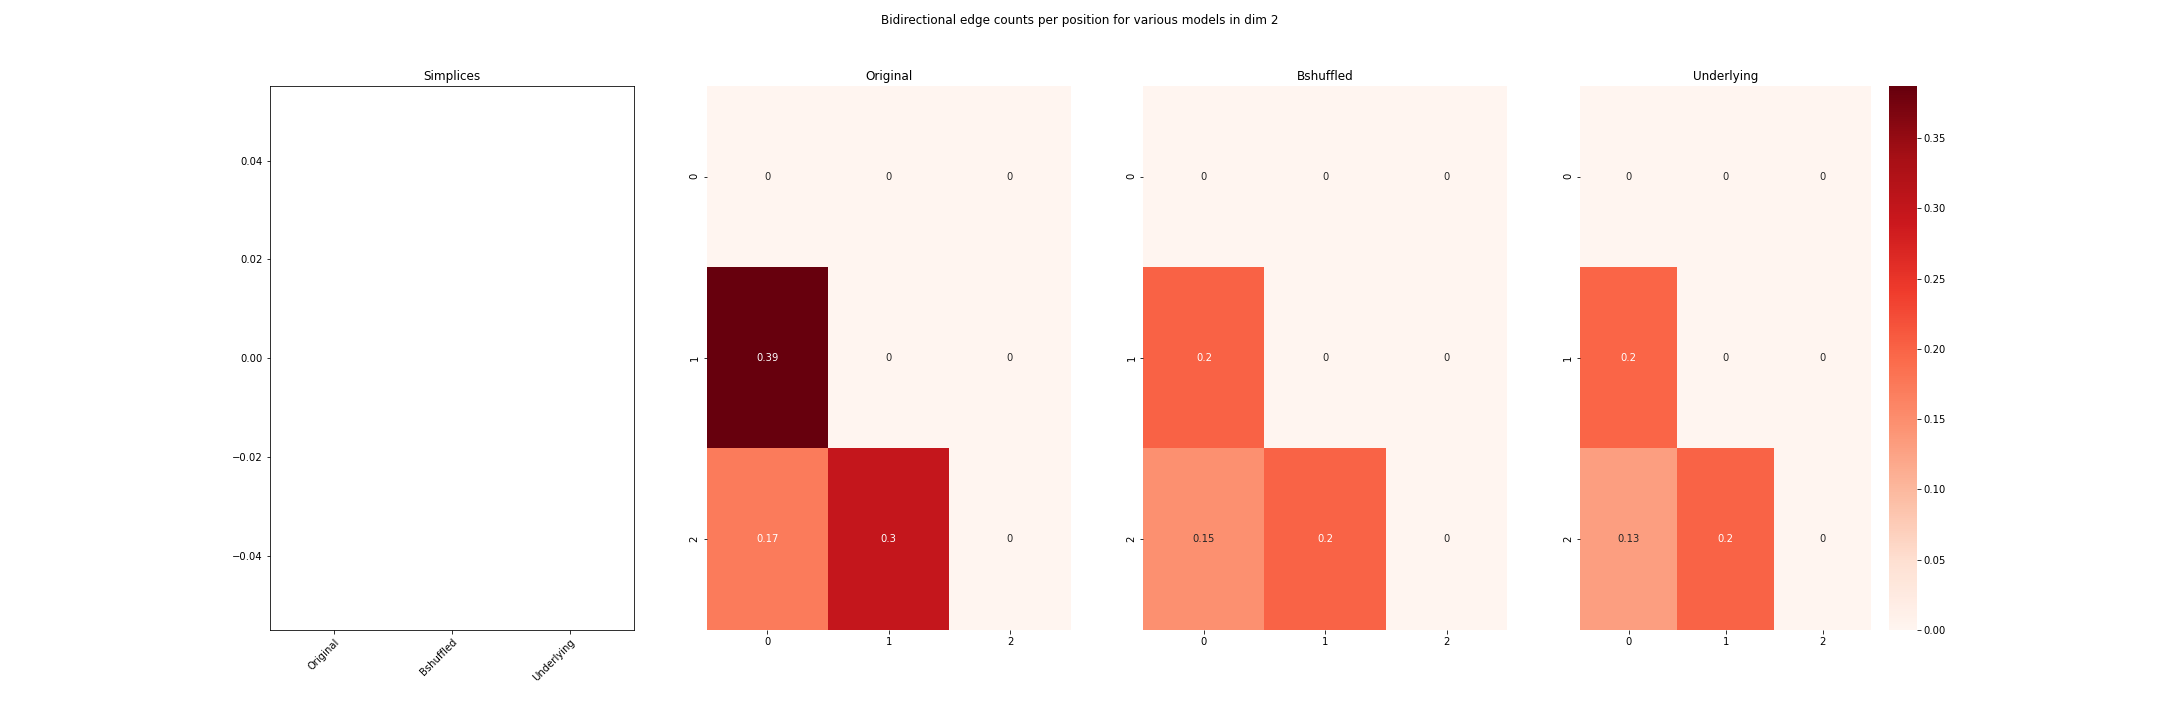 Bidirectional edge counts per position for various models in dim 2
Simplices
0.04
0.02
0.00
−0.02
−0.04
Original
Bshuffled
Underlying
Original
0
1
2
0 0 0
0.39 0 0
0.17 0.3 0
0 1 2
Bshuffled
0
1
2
0 0 0
0.2 0 0
0.15 0.2 0
0 1 2
Underlying
0
1
2
0 0 0
0.2 0 0
0.13 0.2 0
0 1 2
0.35
0.30
0.25
0.20
0.15
0.10
0.05
0.00